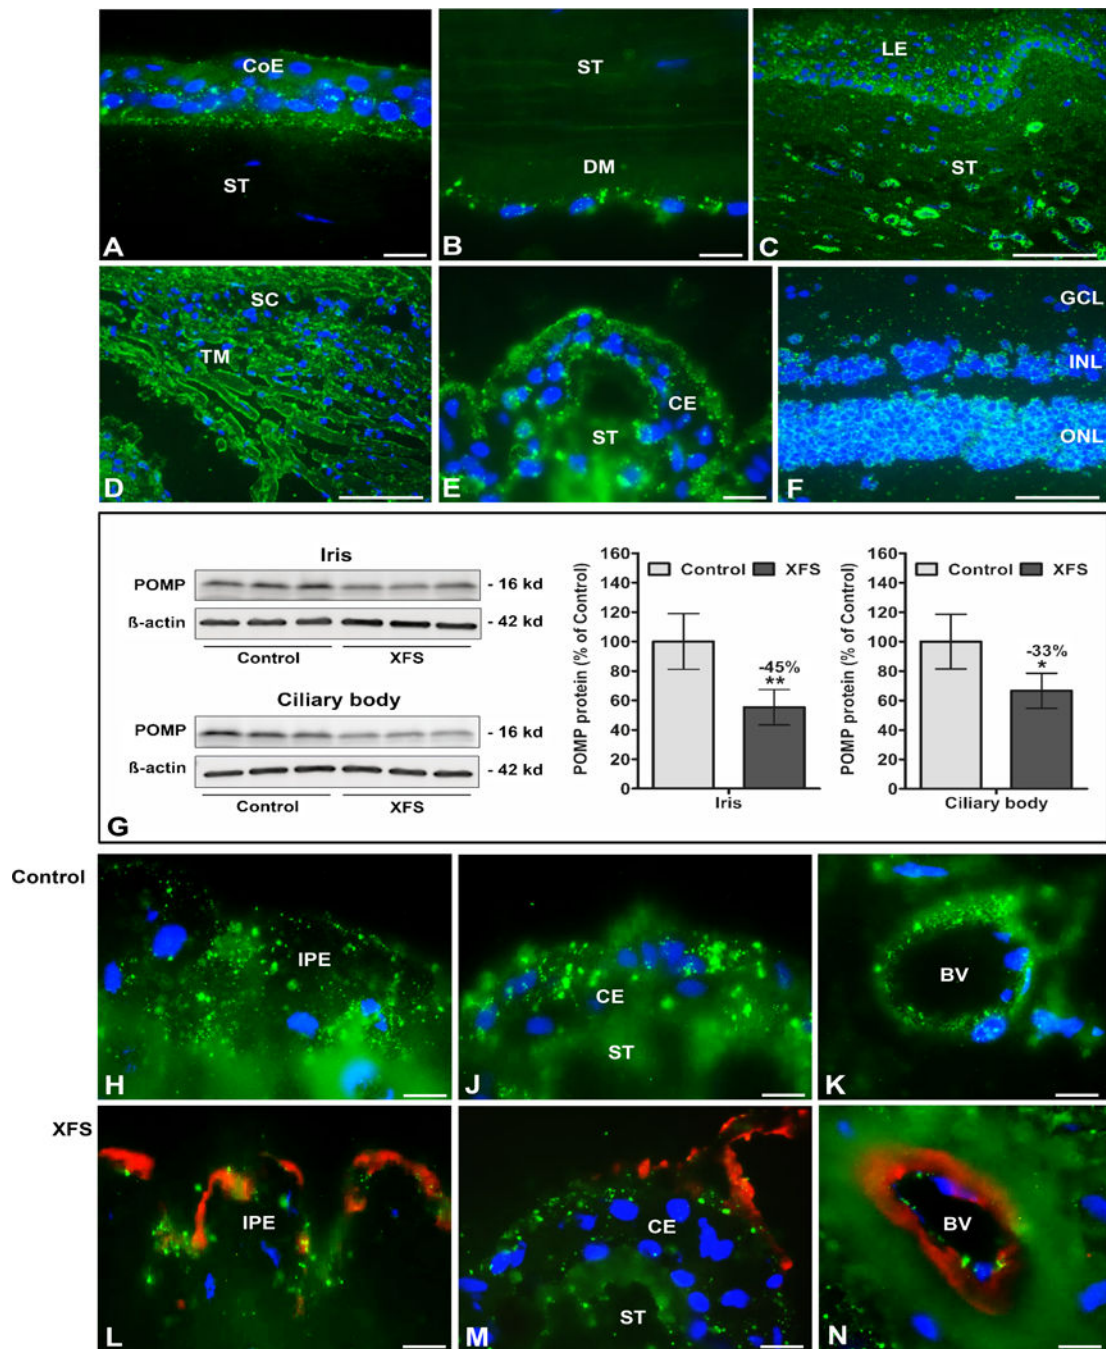 CoE
ST
A
ST
DM
B
LE
ST
C
SC
TM
D
CE
ST
E
GCL
INL
ONL
F
Iris
POMP
- 16 kd
ß-actin
- 42 kd
Control
XFS
Ciliary body
POMP
- 16 kd
ß-actin
- 42 kd
Control
XFS
G
POMP protein (% of Control)
160
140
120
100
80
60
40
20
0
Control
XFS
-45%
**
Iris
POMP protein (% of Control)
160
140
120
100
80
60
40
20
0
Control
XFS
-33%
*
Ciliary body
Control
IPE
H
CE
ST
J
BV
K
XFS
IPE
L
CE
ST
M
BV
N